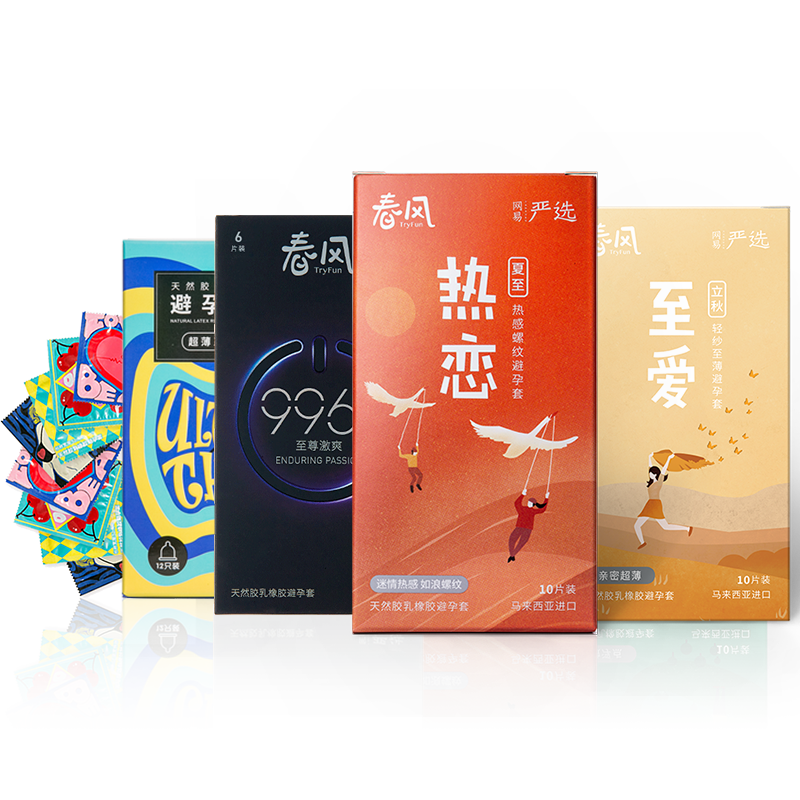 天然胶
避孕
NATURAL LATEX R
超薄
ULT
TH
12只装
6
片装
春风
TryFun
996
至尊激爽
ENDURING PASSIO
天然胶乳橡胶避孕套
春风
TryFun
网易
严选
热恋
夏至
热感螺纹避孕套
迷情热感 如浪螺纹
天然胶乳橡胶避孕套
10片装
马来西亚进口
春风
TryFun
网易
严选
至爱
立秋
轻纱至薄避孕套
亲密超薄
天然胶乳橡胶避孕套
10片装
马来西亚进口